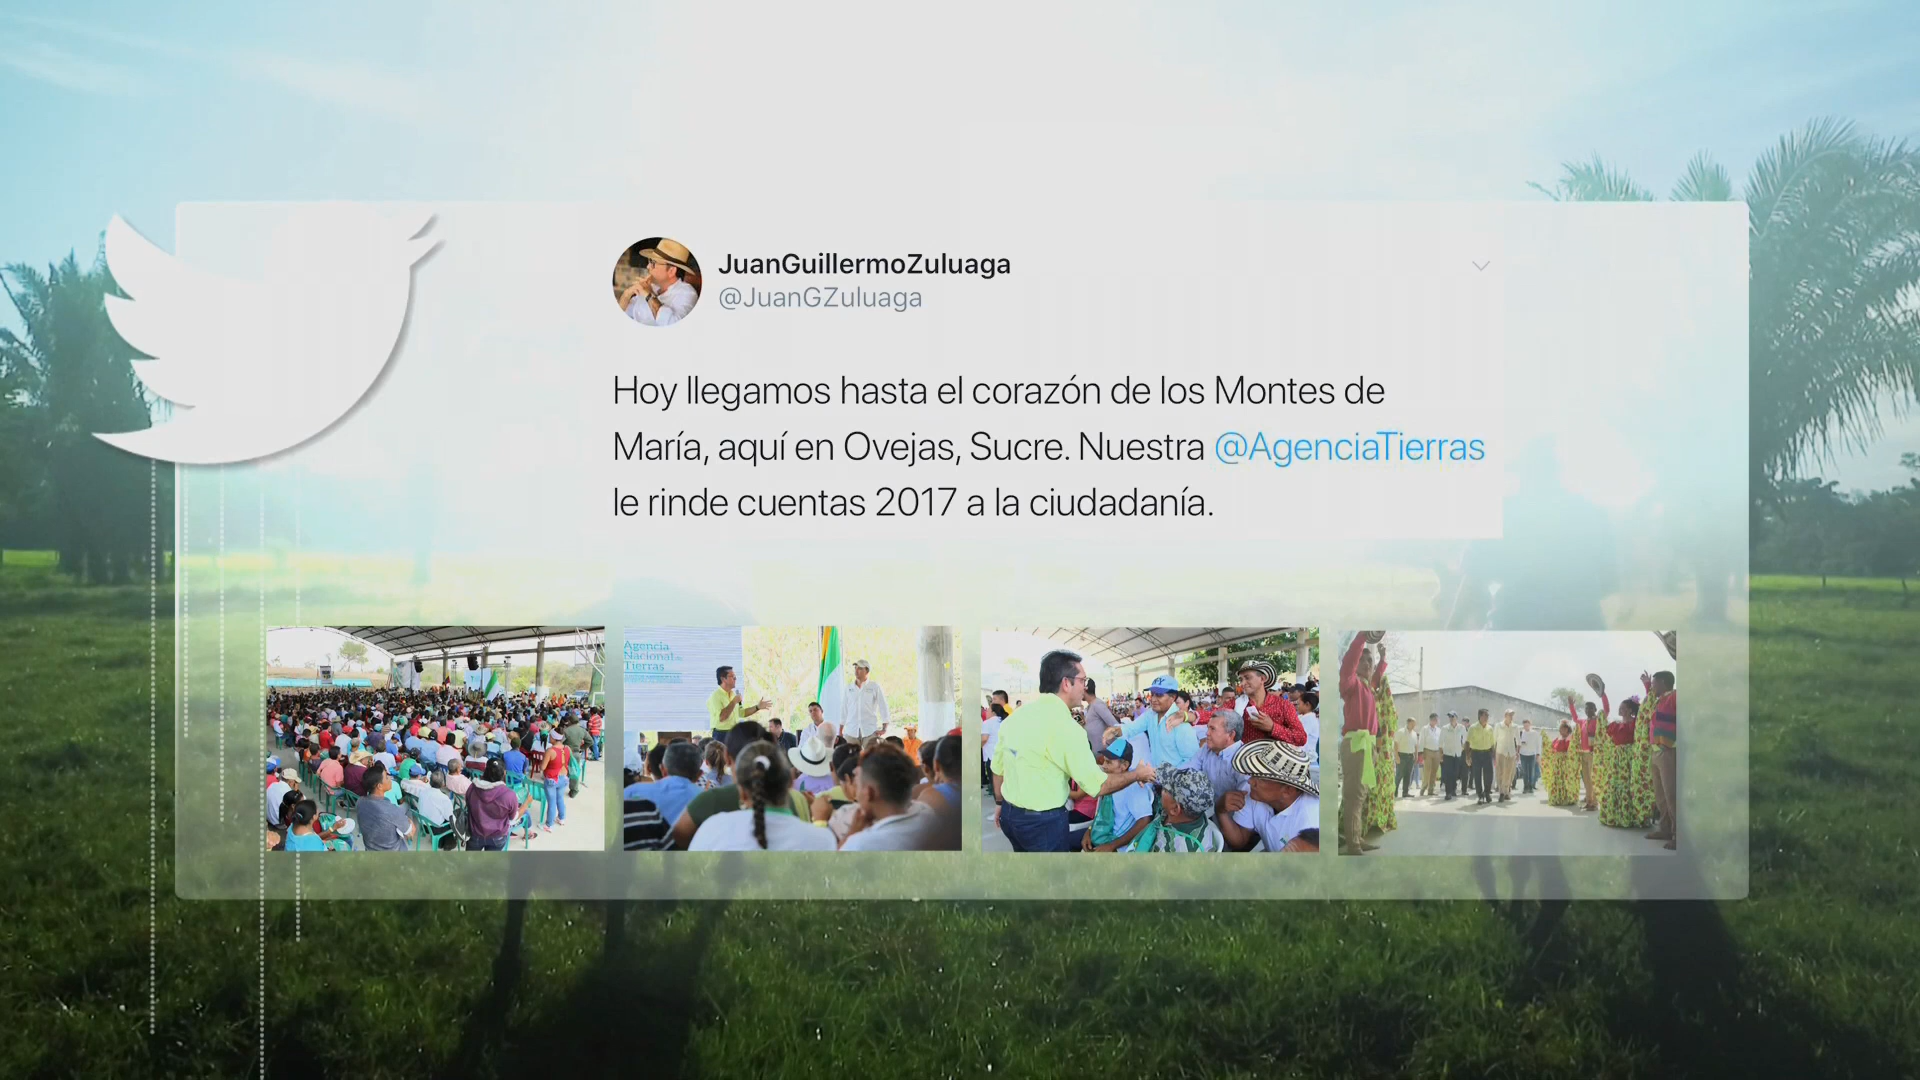 JuanGuillermoZuluaga
@JuanGZuluaga
Hoy llegamos hasta el corazón de los Montes de
María, aquí en Ovejas, Sucre. Nuestra @AgenciaTierras
le rinde cuentas 2017 a la ciudadanía.
Agencia
Nacional de
Tierras